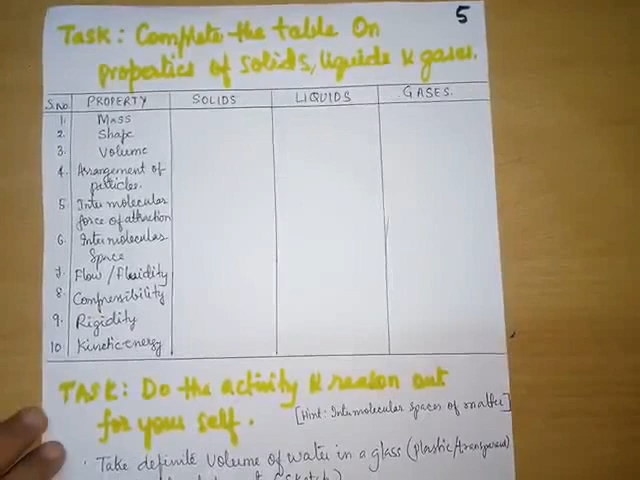 5
Task: Complete the table On
properties of solids, liquids & gases.
S.No. PROPERTY SOLIDS LIQUIDS GASES.
1. Mass
2. Shape
3. Volume
4. Arrangement of
particles.
5 Inter molecular
force of attraction
6. Intermolecular
Space
7. Flow/Fluidity
8. Compressibility
9. Rigidity
10 Kinetic-energy
TASK: Do the activity & reason out
for your self.
[Hint: Intermolecular Spaces of matter]
• Take definite Volume of water in a glass (plastic/transparent)